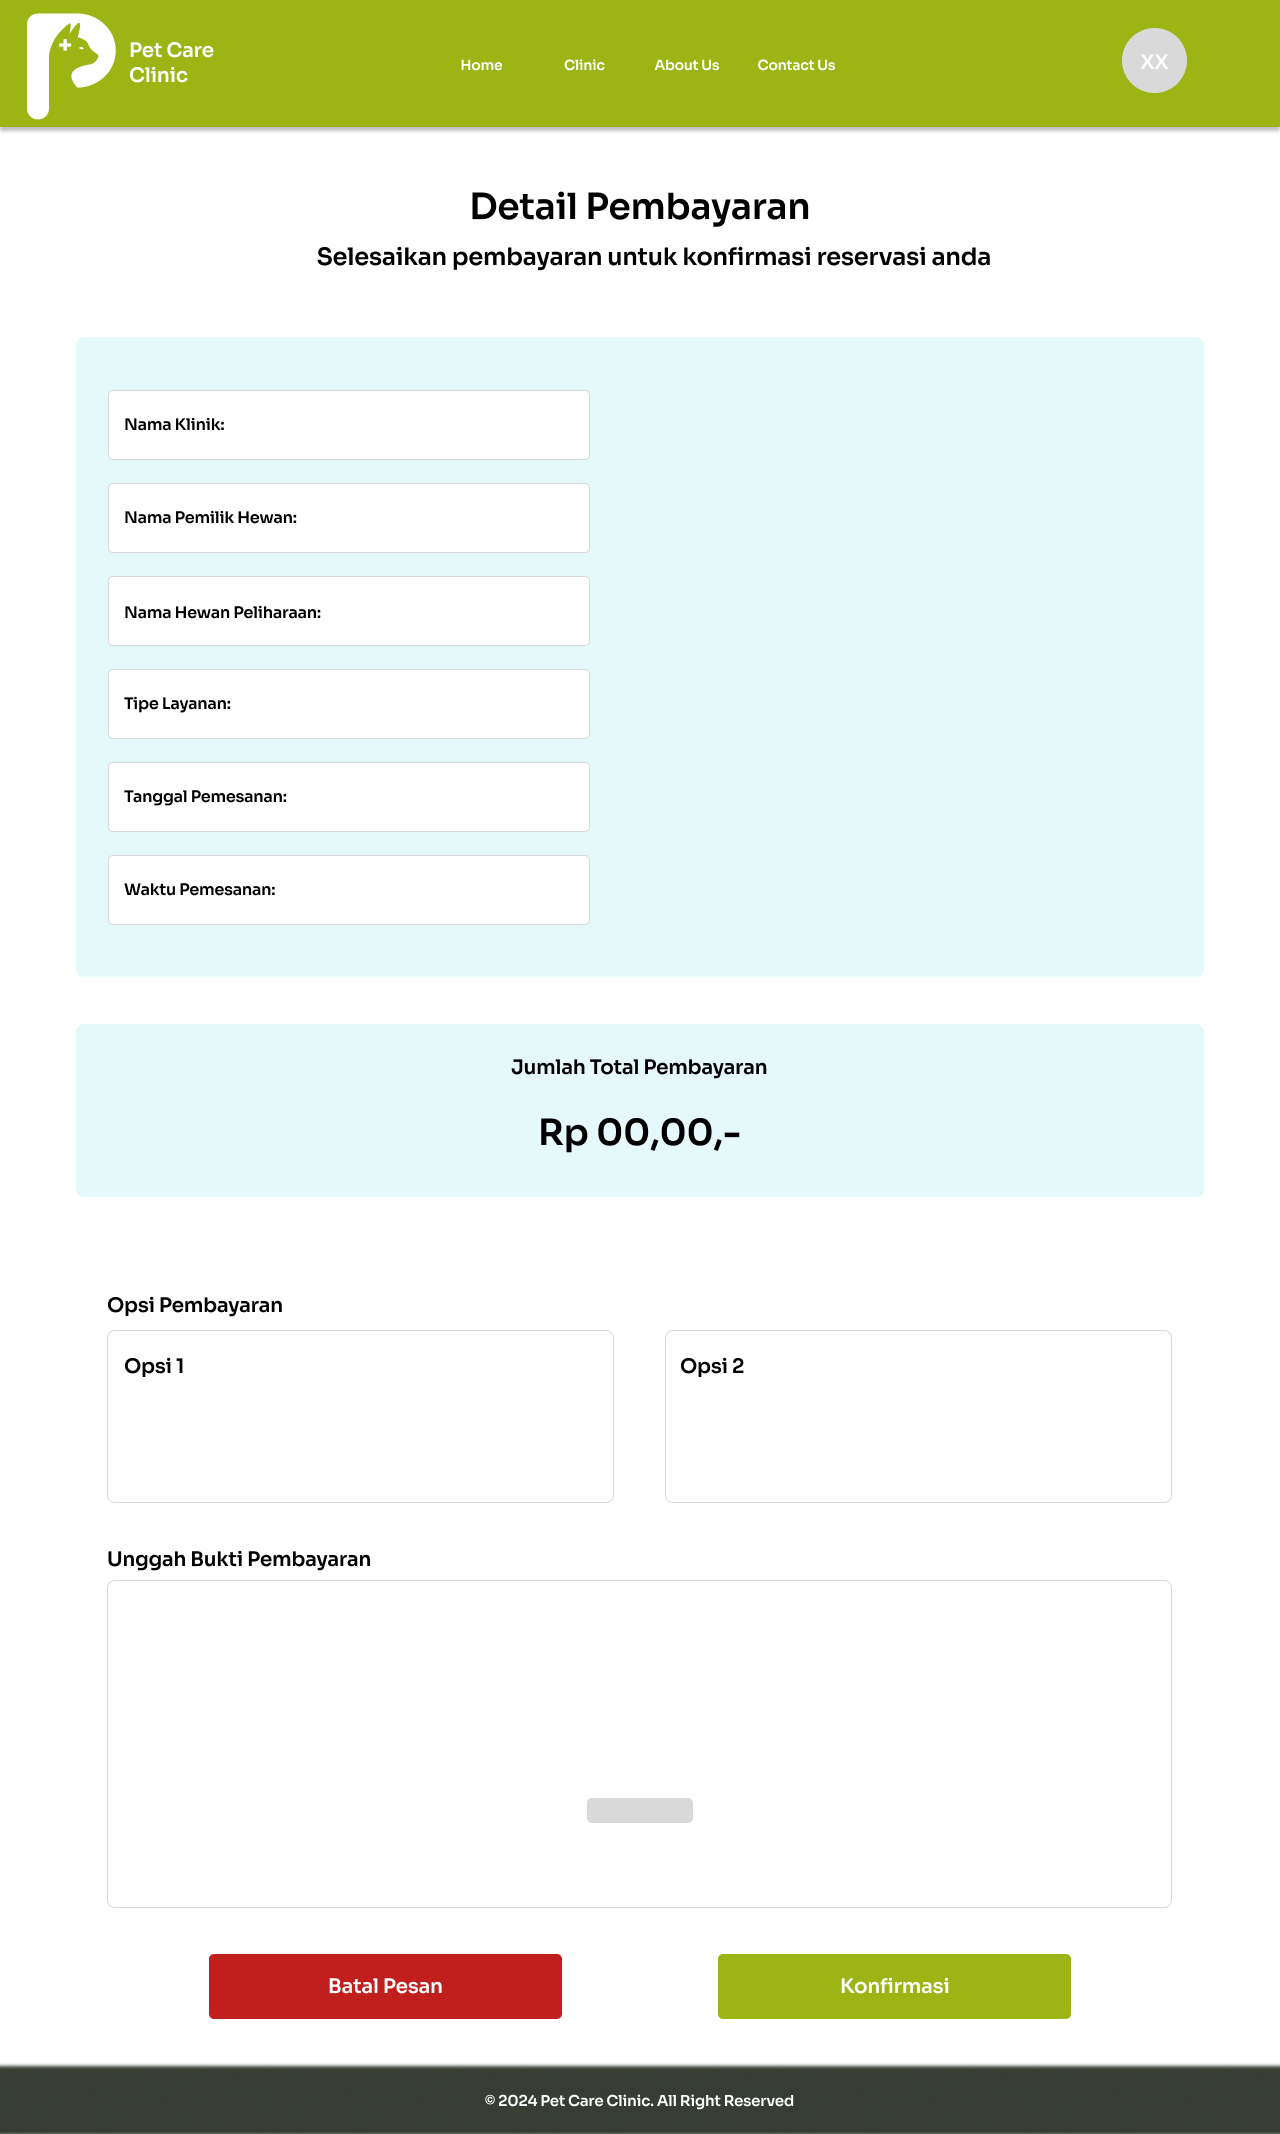 Pet Care
Clinic
Home
Clinic
About Us
Contact Us
XX
Detail Pembayaran
Selesaikan pembayaran untuk konfirmasi reservasi anda
Nama Klinik:
Nama Pemilik Hewan:
Nama Hewan Peliharaan:
Tipe Layanan:
Tanggal Pemesanan:
Waktu Pemesanan:
Jumlah Total Pembayaran
Rp 00,00,-
Opsi Pembayaran
Opsi 1
Opsi 2
Unggah Bukti Pembayaran
Batal Pesan
Konfirmasi
© 2024 Pet Care Clinic. All Right Reserved